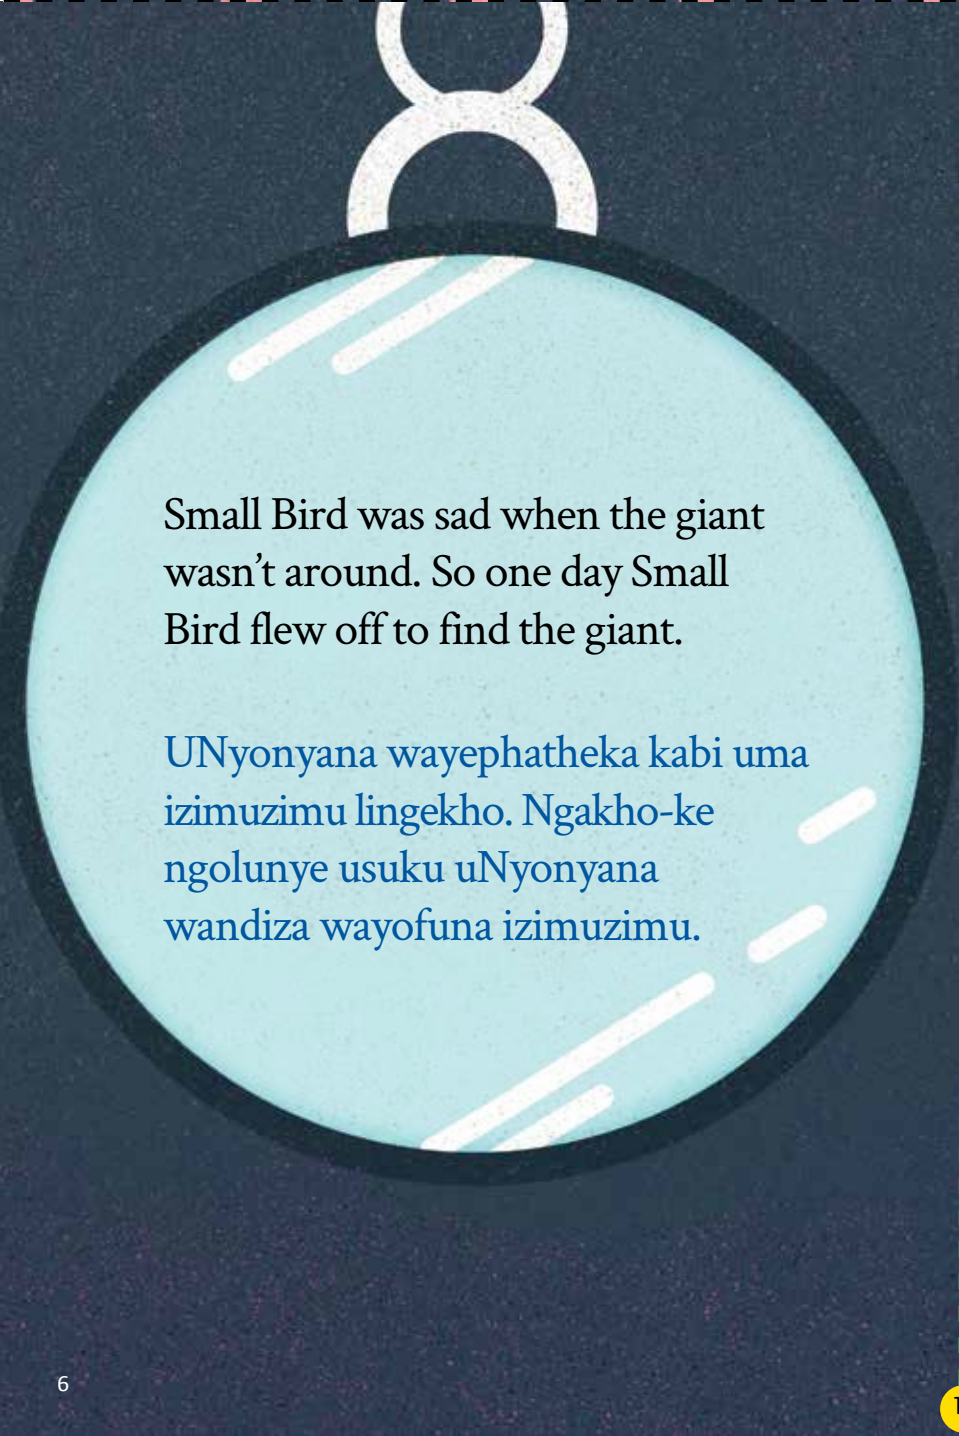 Small Bird was sad when the giant
wasn’t around. So one day Small
Bird flew off to find the giant.
UNyonyana wayephatheka kabi uma
izimuzimu lingekho. Ngakho-ke
ngolunye usuku uNyonyana
wandiza wayofuna izimuzimu.
6